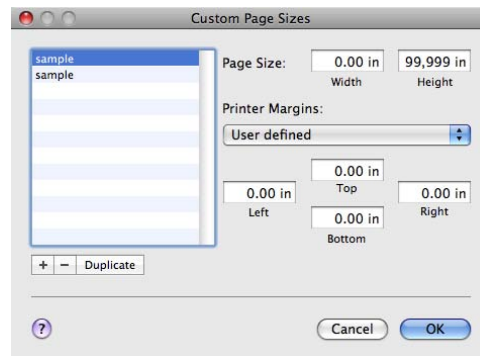 Custom Page Sizes
sample
sample
Page Size:
0.00 in
99,999 in
Width
Height
Printer Margins:
User defined
0.00 in
Top
0.00 in
Left
0.00 in
Right
0.00 in
Bottom
+ − Duplicate
?
Cancel
OK